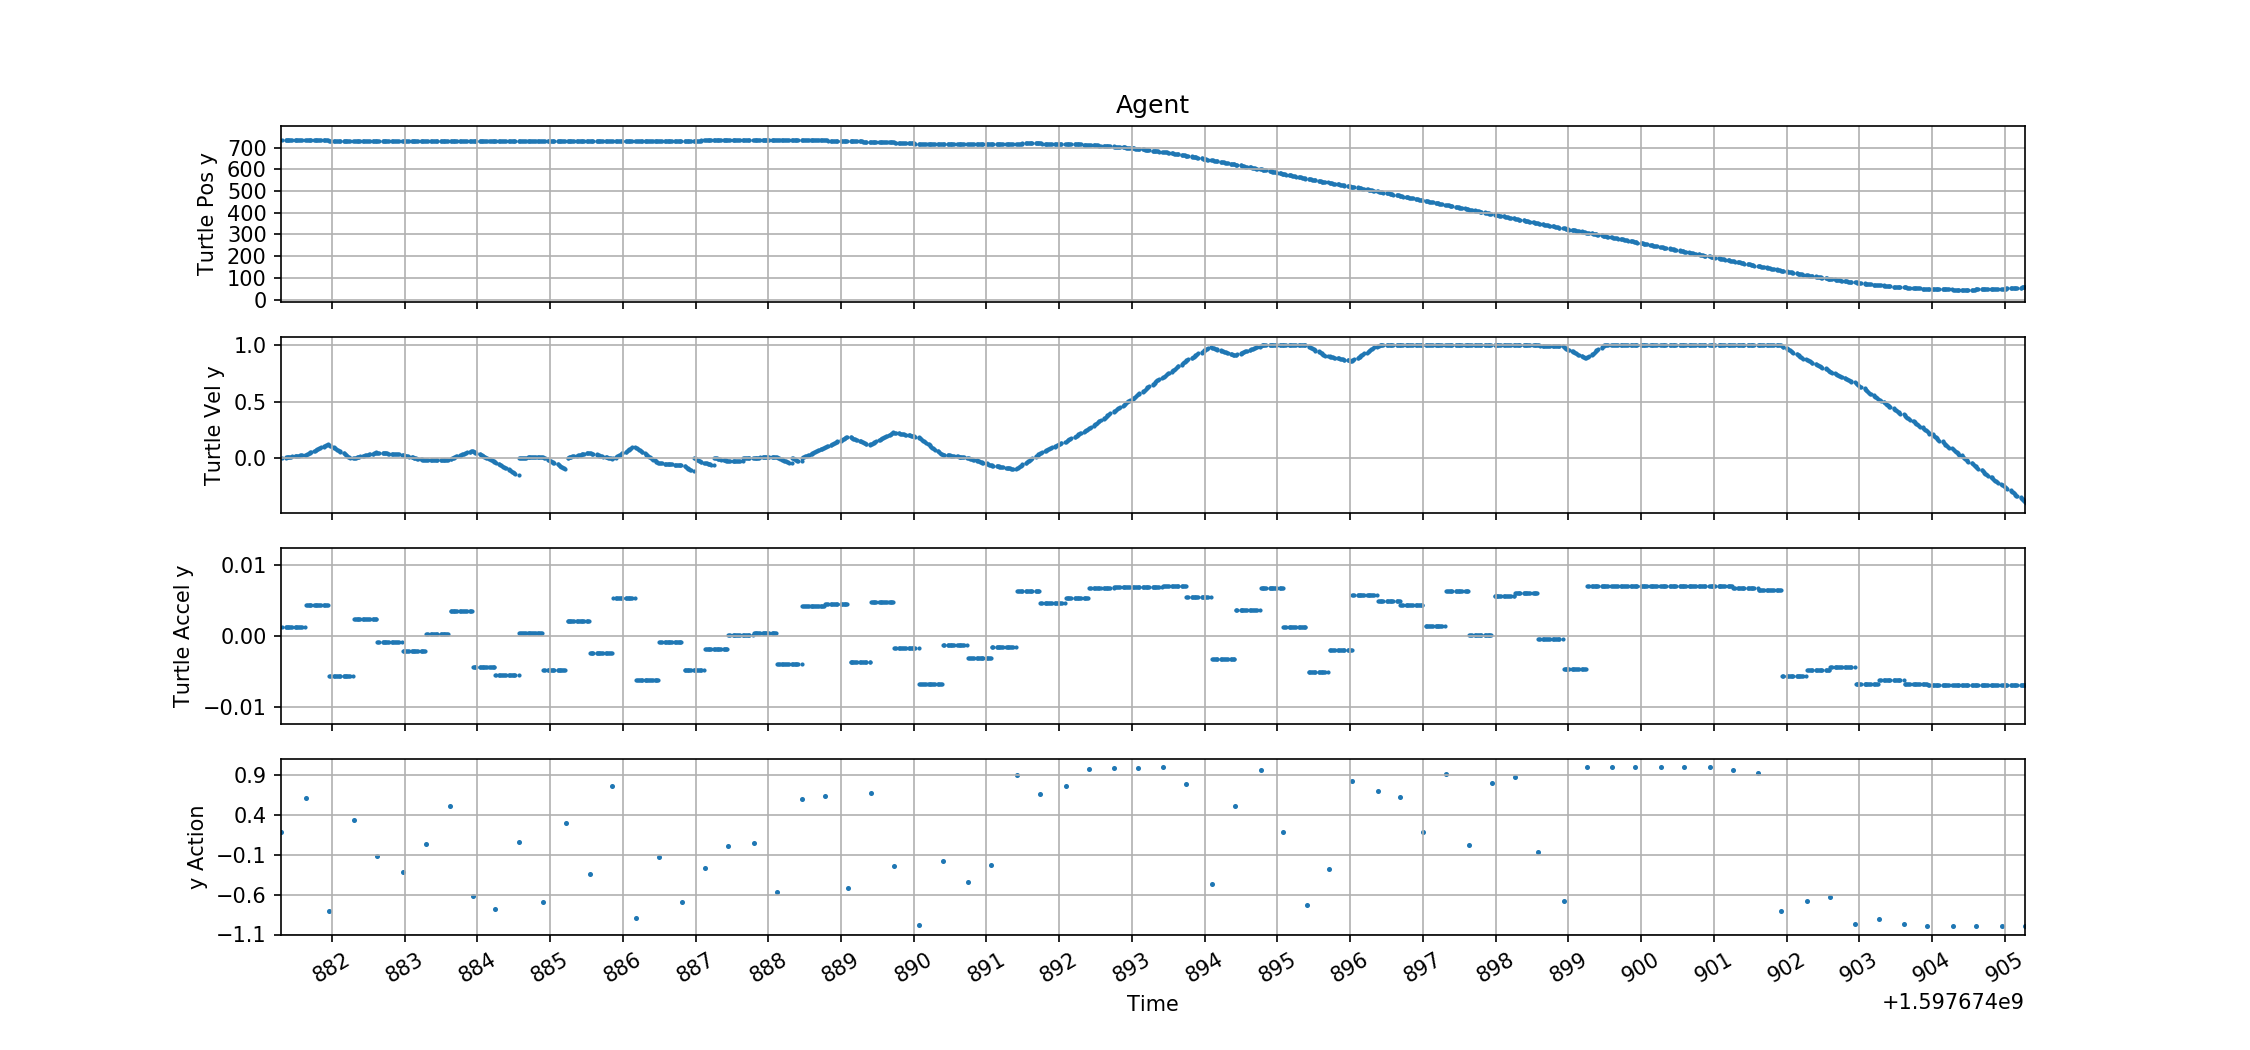 Agent
Turtle Pos y
700
600
500
400
300
200
100
0
Turtle Vel y
1.0
0.5
0.0
Turtle Accel y
0.01
0.00
−0.01
y Action
0.9
0.4
−0.1
−0.6
−1.1
882 883 884 885 886 887 888 889 890 891 892 893 894 895 896 897 898 899 900 901 902 903 904 905
Time
+1.597674e9